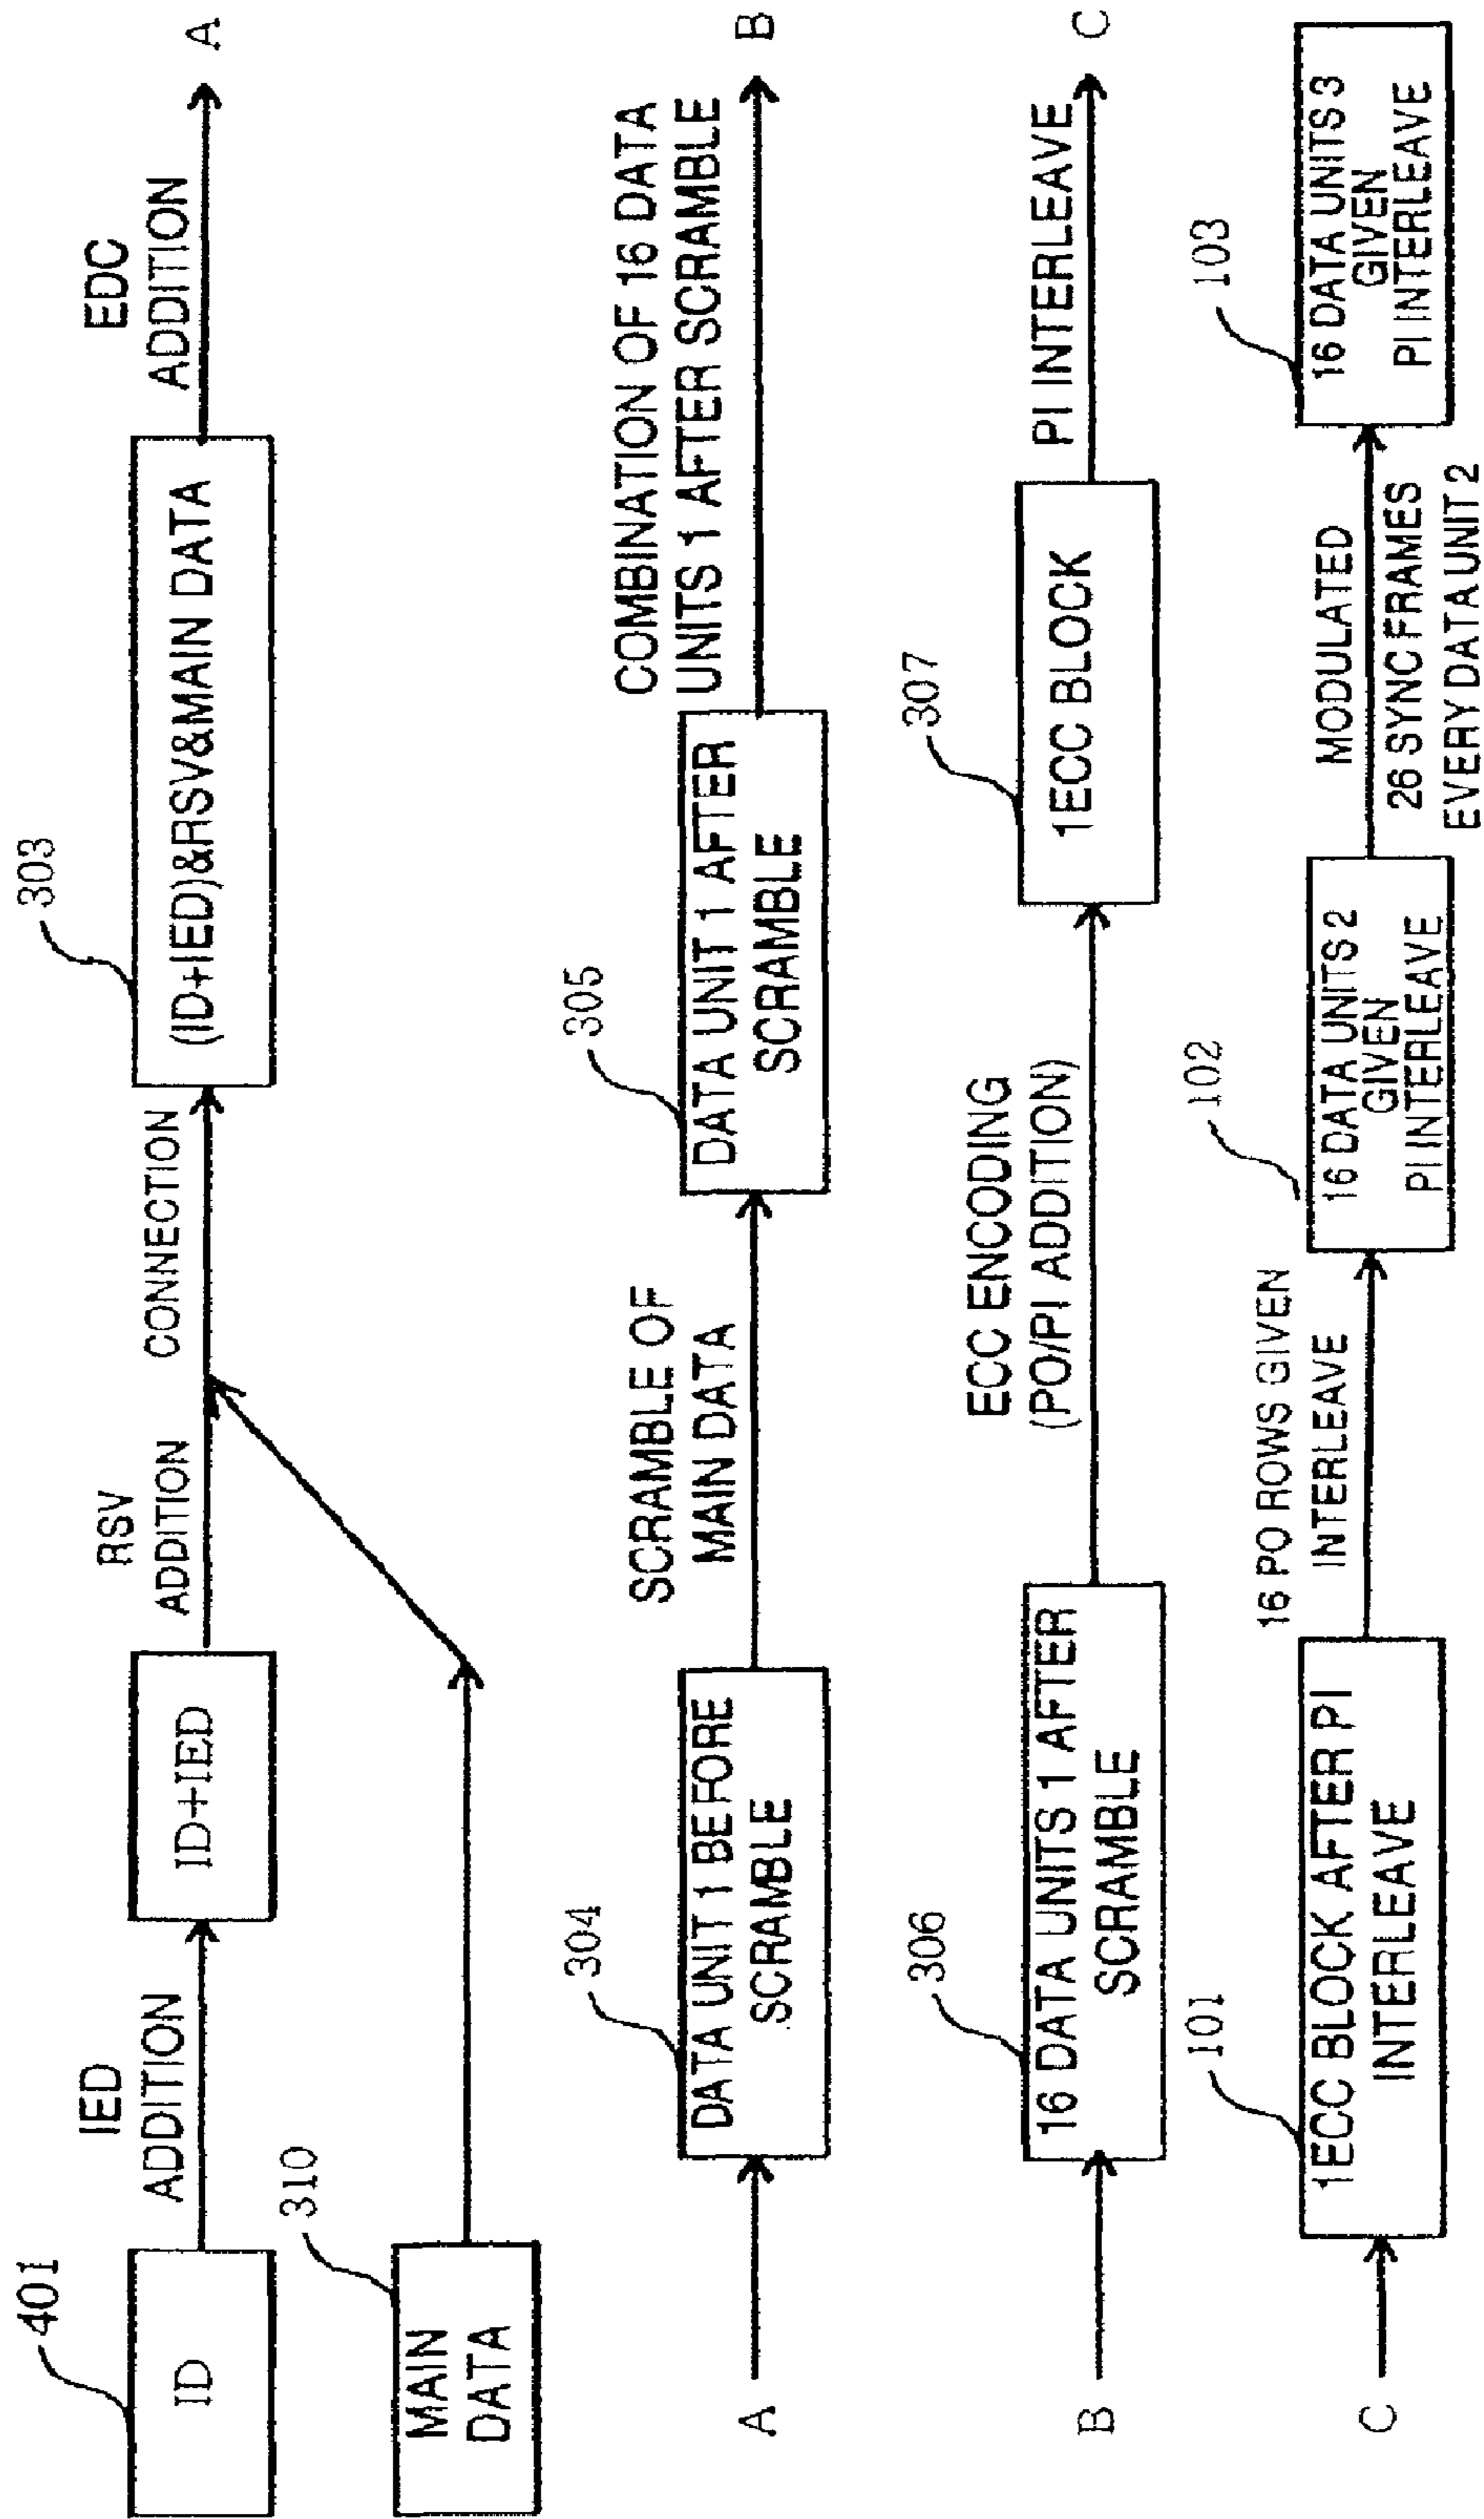 401
ID
IED
ADDITION
ID+IED
RSV
ADDITION
CONNECTION
303
(ID+IED)&RSV&MAIN DATA
EDC
ADDITION
A
310
MAIN
DATA
A
304
DATA UNIT 1 BEFORE
SCRAMBLE
SCRAMBLE OF
MAIN DATA
305
DATA UNIT 1 AFTER
SCRAMBLE
COMBINATION OF 16 DATA
UNITS 1 AFTER SCRAMBLE
B
B
306
16 DATA UNITS 1 AFTER
SCRAMBLE
ECC ENCODING
(PO/PI ADDITION)
307
1ECC BLOCK
PI INTERLEAVE
C
C
101
1ECC BLOCK AFTER PI
INTERLEAVE
16 PO ROWS GIVEN
INTERLEAVE
102
16 DATA UNITS 2
GIVEN
PI INTERLEAVE
MODULATED
26 SYNC FRAMES
EVERY DATA UNIT 2
103
16 DATA UNITS 3
GIVEN
PI INTERLEAVE